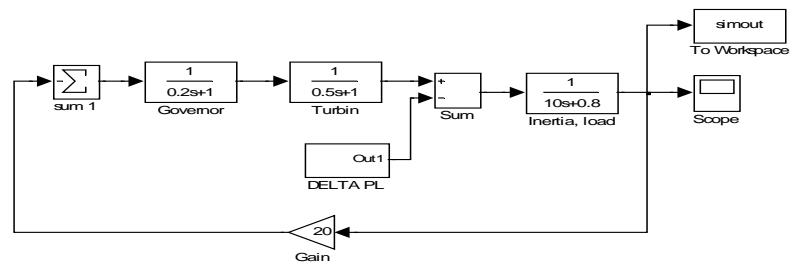 simout
To Workspace
−
sum 1
1
0.2s+1
Governor
1
0.5s+1
Turbin
+
−
Sum
1
10s+0.8
Inertia, load
Scope
Out1
DELTA PL
20
Gain